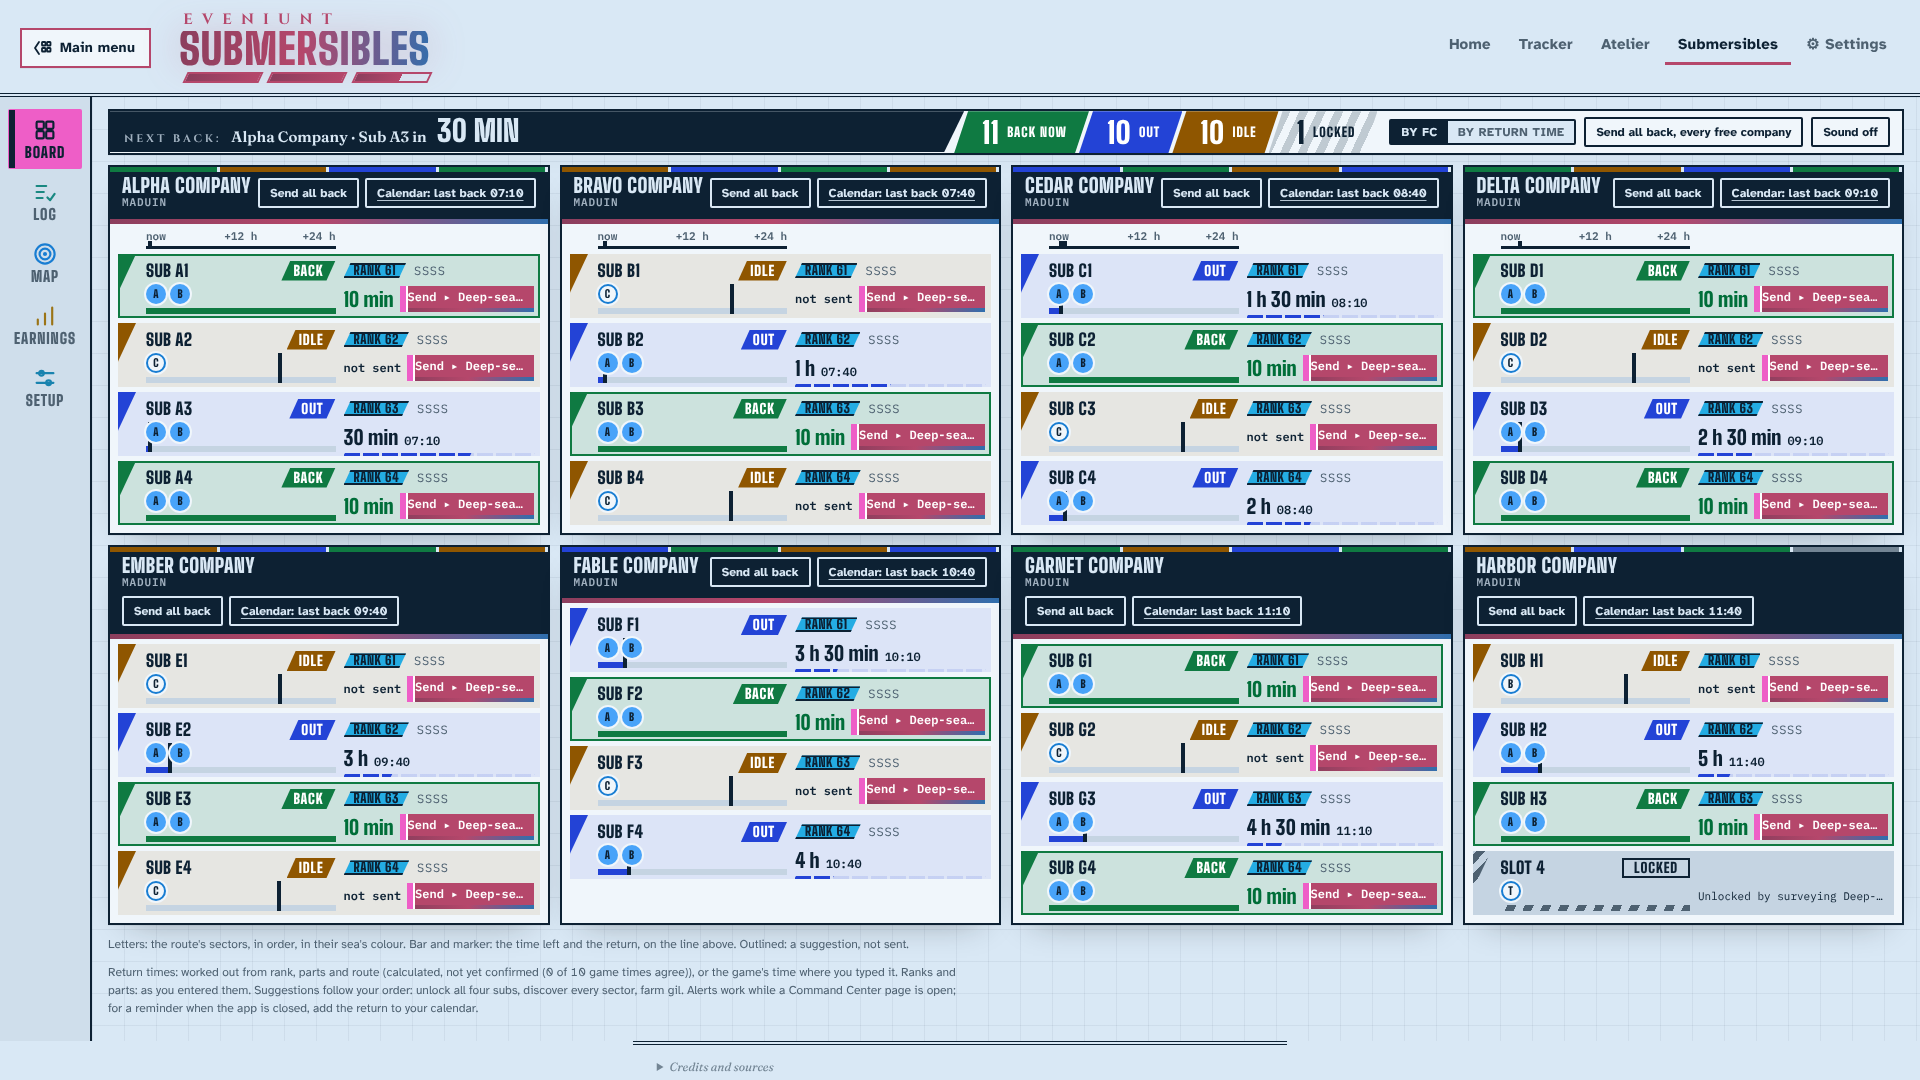 Main menu
EVENIUNT
SUBMERSIBLES
Home
Tracker
Atelier
Submersibles
⚙ Settings
BOARD
LOG
MAP
EARNINGS
SETUP
NEXT BACK: Alpha Company · Sub A3 in 30 MIN
11 BACK NOW
10 OUT
10 IDLE
1 LOCKED
BY FC
BY RETURN TIME
Send all back, every free company
Sound off
ALPHA COMPANY
MADUIN
Send all back
Calendar: last back 07:10
now +12 h +24 h
SUB A1 BACK RANK 61 SSSS
A B 10 min Send ▸ Deep-sea…
SUB A2 IDLE RANK 62 SSSS
C not sent Send ▸ Deep-se…
SUB A3 OUT RANK 63 SSSS
A B 30 min 07:10
SUB A4 BACK RANK 64 SSSS
A B 10 min Send ▸ Deep-sea…
BRAVO COMPANY
MADUIN
Send all back
Calendar: last back 07:40
now +12 h +24 h
SUB B1 IDLE RANK 61 SSSS
C not sent Send ▸ Deep-se…
SUB B2 OUT RANK 62 SSSS
A B 1 h 07:40
SUB B3 BACK RANK 63 SSSS
A B 10 min Send ▸ Deep-sea…
SUB B4 IDLE RANK 64 SSSS
C not sent Send ▸ Deep-se…
CEDAR COMPANY
MADUIN
Send all back
Calendar: last back 08:40
now +12 h +24 h
SUB C1 OUT RANK 61 SSSS
A B 1 h 30 min 08:10
SUB C2 BACK RANK 62 SSSS
A B 10 min Send ▸ Deep-sea…
SUB C3 IDLE RANK 63 SSSS
C not sent Send ▸ Deep-se…
SUB C4 OUT RANK 64 SSSS
A B 2 h 08:40
DELTA COMPANY
MADUIN
Send all back
Calendar: last back 09:10
now +12 h +24 h
SUB D1 BACK RANK 61 SSSS
A B 10 min Send ▸ Deep-sea…
SUB D2 IDLE RANK 62 SSSS
C not sent Send ▸ Deep-se…
SUB D3 OUT RANK 63 SSSS
A B 2 h 30 min 09:10
SUB D4 BACK RANK 64 SSSS
A B 10 min Send ▸ Deep-sea…
EMBER COMPANY
MADUIN
Send all back
Calendar: last back 09:40
SUB E1 IDLE RANK 61 SSSS
C not sent Send ▸ Deep-se…
SUB E2 OUT RANK 62 SSSS
A B 3 h 09:40
SUB E3 BACK RANK 63 SSSS
A B 10 min Send ▸ Deep-sea…
SUB E4 IDLE RANK 64 SSSS
C not sent Send ▸ Deep-se…
FABLE COMPANY
MADUIN
Send all back
Calendar: last back 10:40
SUB F1 OUT RANK 61 SSSS
A B 3 h 30 min 10:10
SUB F2 BACK RANK 62 SSSS
A B 10 min Send ▸ Deep-sea…
SUB F3 IDLE RANK 63 SSSS
C not sent Send ▸ Deep-se…
SUB F4 OUT RANK 64 SSSS
A B 4 h 10:40
GARNET COMPANY
MADUIN
Send all back
Calendar: last back 11:10
SUB G1 BACK RANK 61 SSSS
A B 10 min Send ▸ Deep-sea…
SUB G2 IDLE RANK 62 SSSS
C not sent Send ▸ Deep-se…
SUB G3 OUT RANK 63 SSSS
A B 4 h 30 min 11:10
SUB G4 BACK RANK 64 SSSS
A B 10 min Send ▸ Deep-sea…
HARBOR COMPANY
MADUIN
Send all back
Calendar: last back 11:40
SUB H1 IDLE RANK 61 SSSS
B not sent Send ▸ Deep-se…
SUB H2 OUT RANK 62 SSSS
A B 5 h 11:40
SUB H3 BACK RANK 63 SSSS
A B 10 min Send ▸ Deep-sea…
SLOT 4 LOCKED
T Unlocked by surveying Deep-…
Letters: the route's sectors, in order, in their sea's colour. Bar and marker: the time left and the return, on the line above. Outlined: a suggestion, not sent.
Return times: worked out from rank, parts and route (calculated, not yet confirmed (0 of 10 game times agree)), or the game's time where you typed it. Ranks and
parts: as you entered them. Suggestions follow your order: unlock all four subs, discover every sector, farm gil. Alerts work while a Command Center page is open;
for a reminder when the app is closed, add the return to your calendar.
▶ Credits and sources